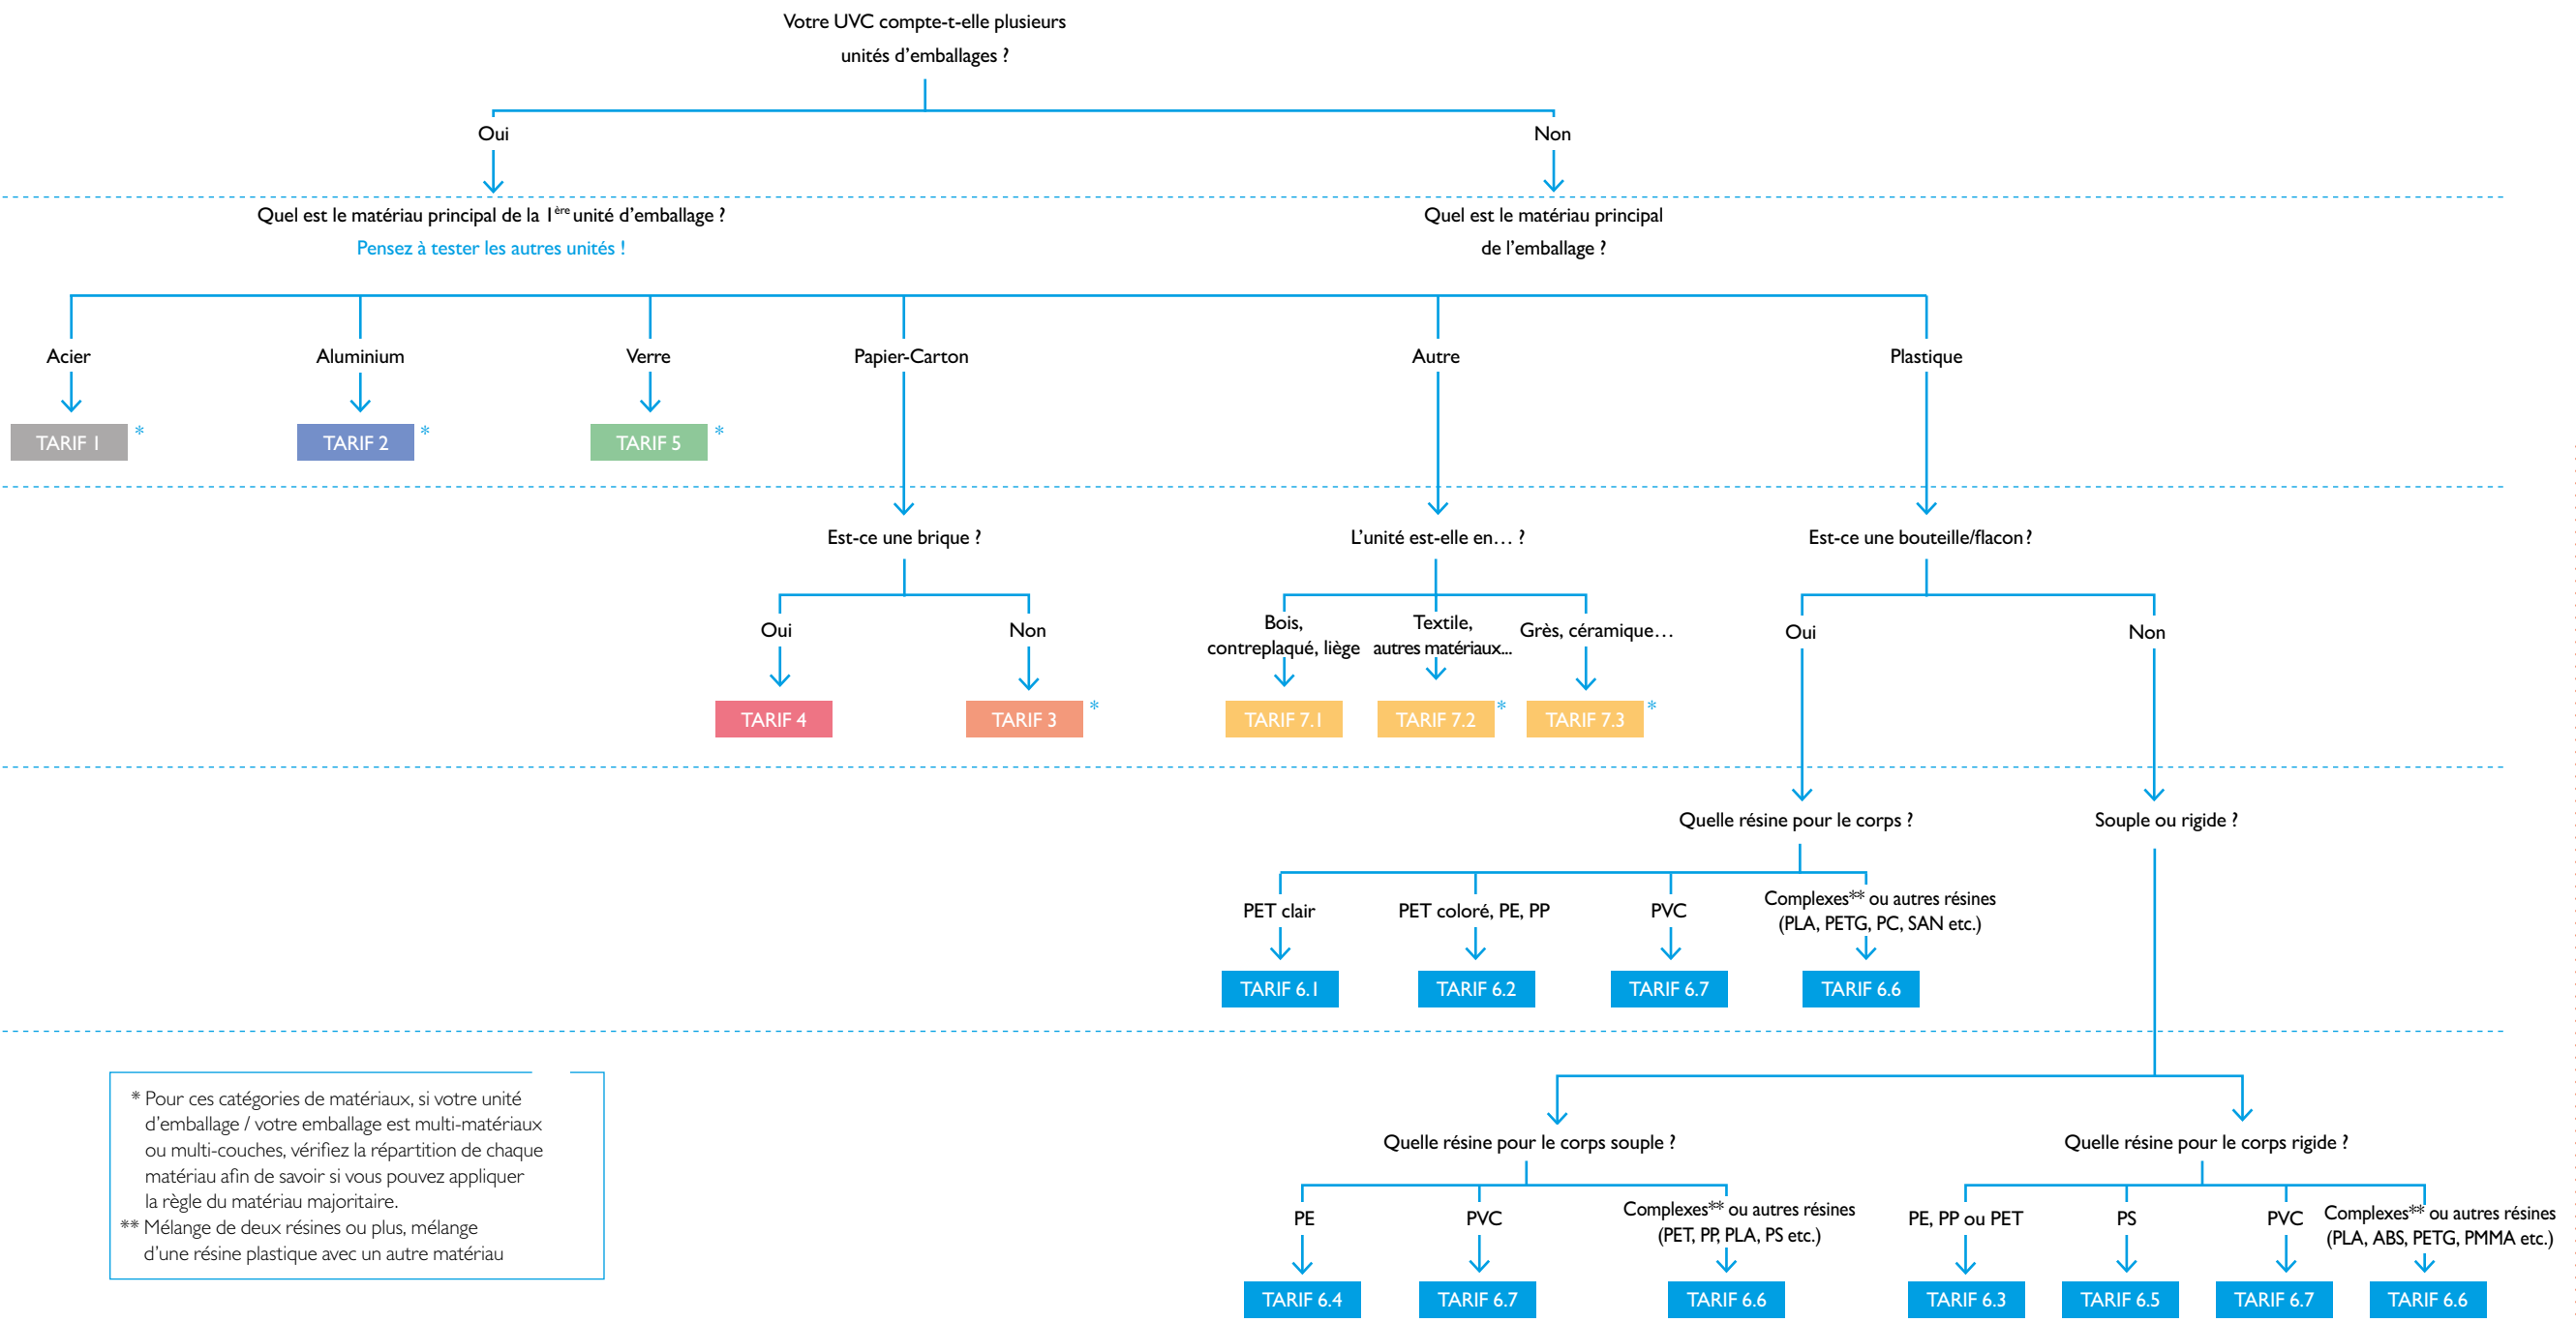 Votre UVC compte-t-elle plusieurs
unités d'emballages ?
Oui
Non
Quel est le matériau principal de la 1ère unité d'emballage ?
Pensez à tester les autres unités !
Quel est le matériau principal
de l'emballage ?
Acier
Aluminium
Verre
Papier-Carton
Autre
Plastique
TARIF 1 *
TARIF 2 *
TARIF 5 *
Est-ce une brique ?
L'unité est-elle en… ?
Est-ce une bouteille/flacon ?
Oui
Non
Bois,
contreplaqué, liège
Textile,
autres matériaux...
Grès, céramique…
Oui
Non
TARIF 4
TARIF 3 *
TARIF 7.1
TARIF 7.2 *
TARIF 7.3 *
Quelle résine pour le corps ?
Souple ou rigide ?
PET clair
PET coloré, PE, PP
PVC
Complexes** ou autres résines
(PLA, PETG, PC, SAN etc.)
TARIF 6.1
TARIF 6.2
TARIF 6.7
TARIF 6.6
* Pour ces catégories de matériaux, si votre unité
d'emballage / votre emballage est multi-matériaux
ou multi-couches, vérifiez la répartition de chaque
matériau afin de savoir si vous pouvez appliquer
la règle du matériau majoritaire.
** Mélange de deux résines ou plus, mélange
d'une résine plastique avec un autre matériau
Quelle résine pour le corps souple ?
Quelle résine pour le corps rigide ?
PE
PVC
Complexes** ou autres résines
(PET, PP, PLA, PS etc.)
PE, PP ou PET
PS
PVC
Complexes** ou autres résines
(PLA, ABS, PETG, PMMA etc.)
TARIF 6.4
TARIF 6.7
TARIF 6.6
TARIF 6.3
TARIF 6.5
TARIF 6.7
TARIF 6.6